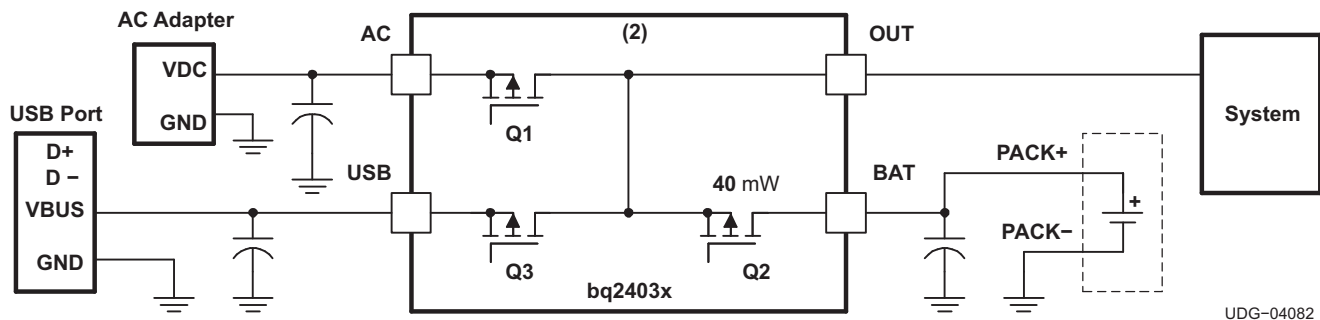 AC Adapter
VDC
GND
USB Port
D+
D −
VBUS
GND
AC
USB
(2)
Q1
Q3
40 mW
Q2
bq2403x
OUT
BAT
PACK+
PACK−
+
System
UDG−04082